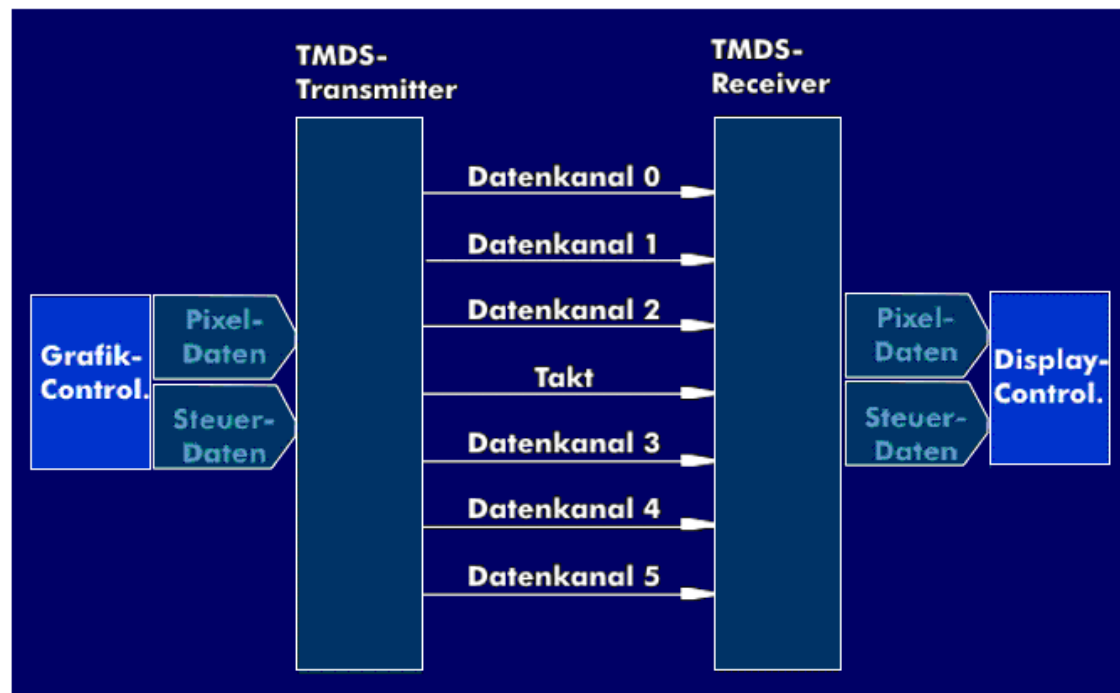 TMDS-
Transmitter
TMDS-
Receiver
Datenkanal 0
Datenkanal 1
Datenkanal 2
Takt
Datenkanal 3
Datenkanal 4
Datenkanal 5
Grafik-
Control.
Pixel-
Daten
Steuer-
Daten
Pixel-
Daten
Steuer-
Daten
Display-
Control.